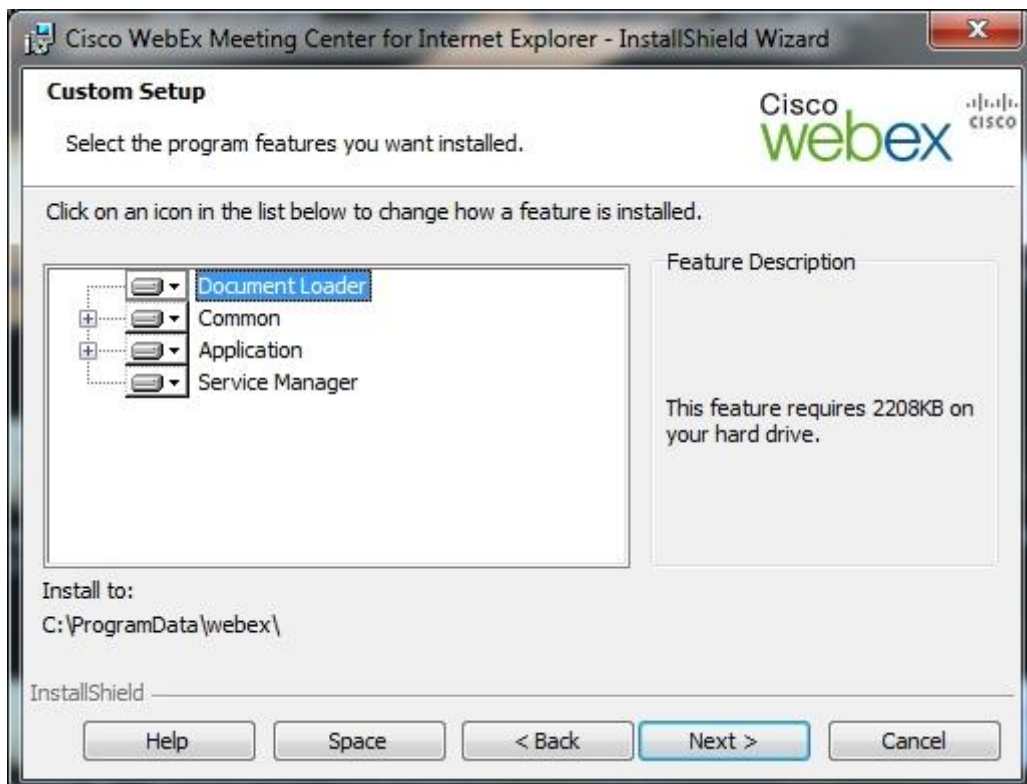 Cisco WebEx Meeting Center for Internet Explorer - InstallShield Wizard
Custom Setup
Select the program features you want installed.
Cisco
webex
cisco
Click on an icon in the list below to change how a feature is installed.
Document Loader
Common
Application
Service Manager
Feature Description
This feature requires 2208KB on
your hard drive.
Install to:
C:\ProgramData\webex\
InstallShield
Help
Space
< Back
Next >
Cancel